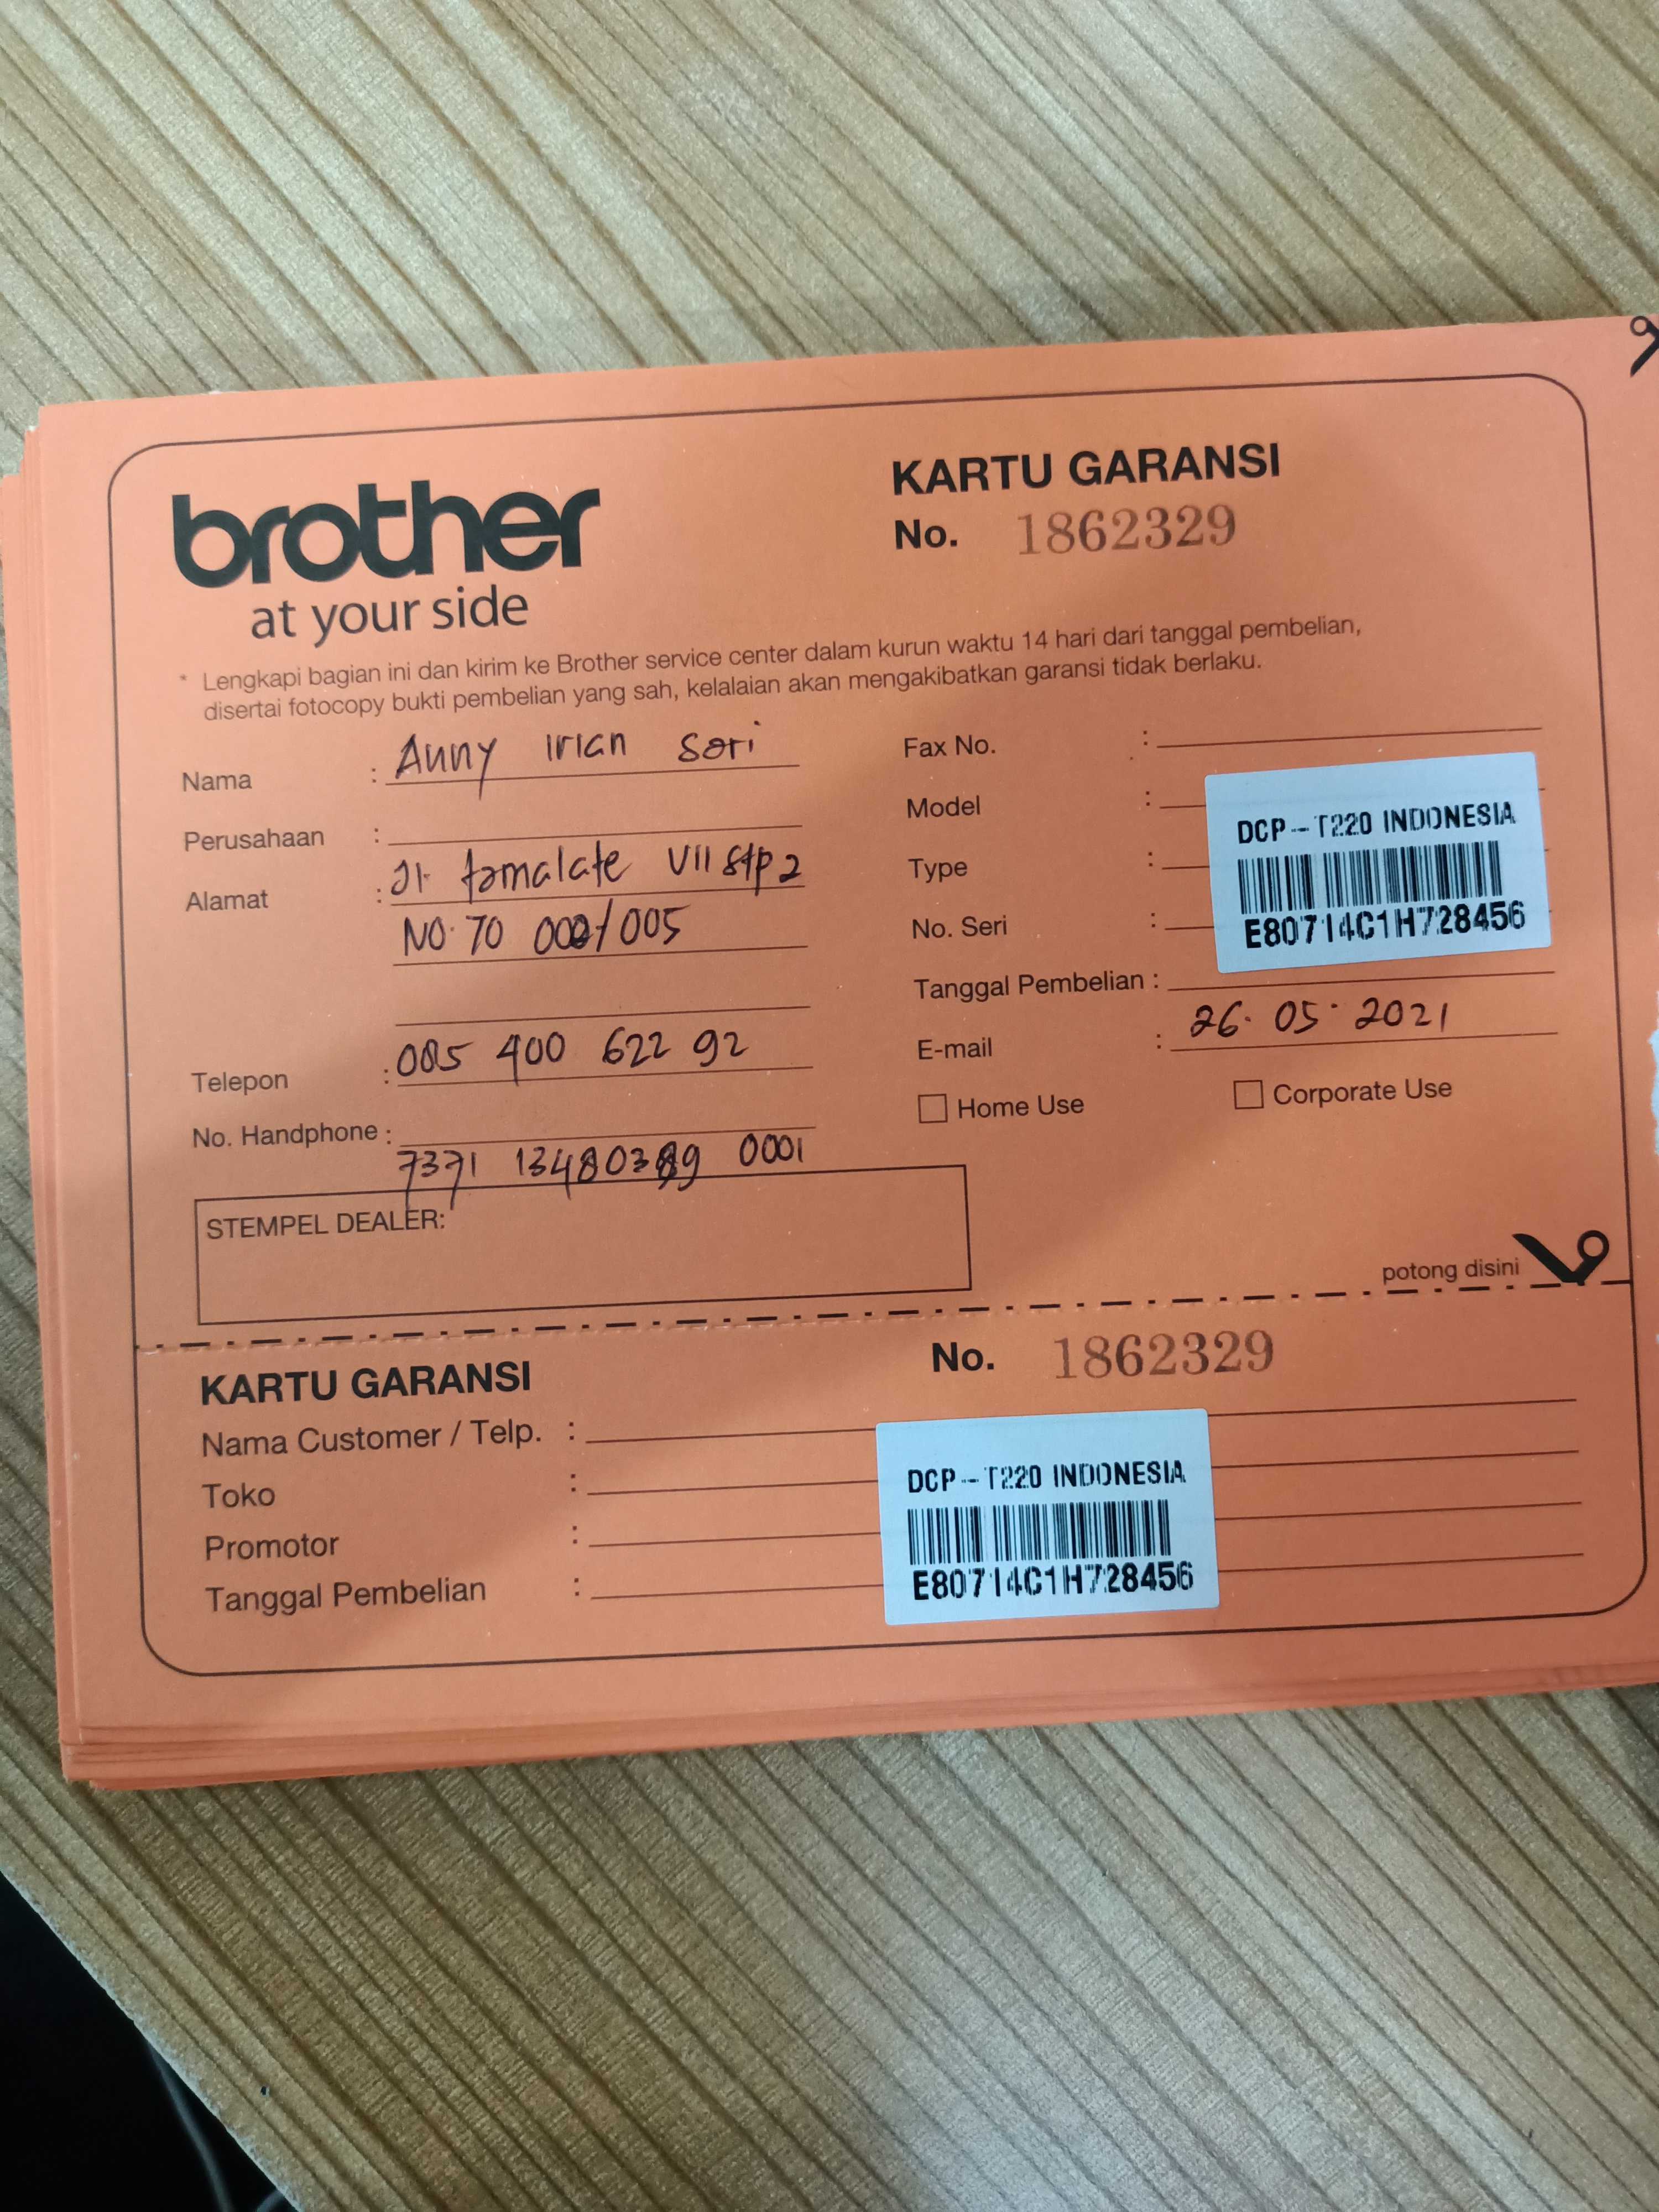 brother
at your side
KARTU GARANSI
No. 1862329
* Lengkapi bagian ini dan kirim ke Brother service center dalam kurun waktu 14 hari dari tanggal pembelian,
disertai fotocopy bukti pembelian yang sah, kelalaian akan mengakibatkan garansi tidak berlaku.
Nama : Anny irian sari
Perusahaan :
Alamat : Jl. tamalate VII stp 2
NO. 70 /005
Telepon : 085 400 622 92
No. Handphone :
7371 0001
STEMPEL DEALER:
Fax No. :
Model :
Type :
No. Seri :
DCP-T220 INDONESIA
E80714C1H728456
Tanggal Pembelian :
E-mail : 26. 05. 2021
Home Use Corporate Use
potong disini
KARTU GARANSI
No. 1862329
Nama Customer / Telp. :
Toko :
Promotor :
Tanggal Pembelian :
DCP-T220 INDONESIA
E80714C1H728456